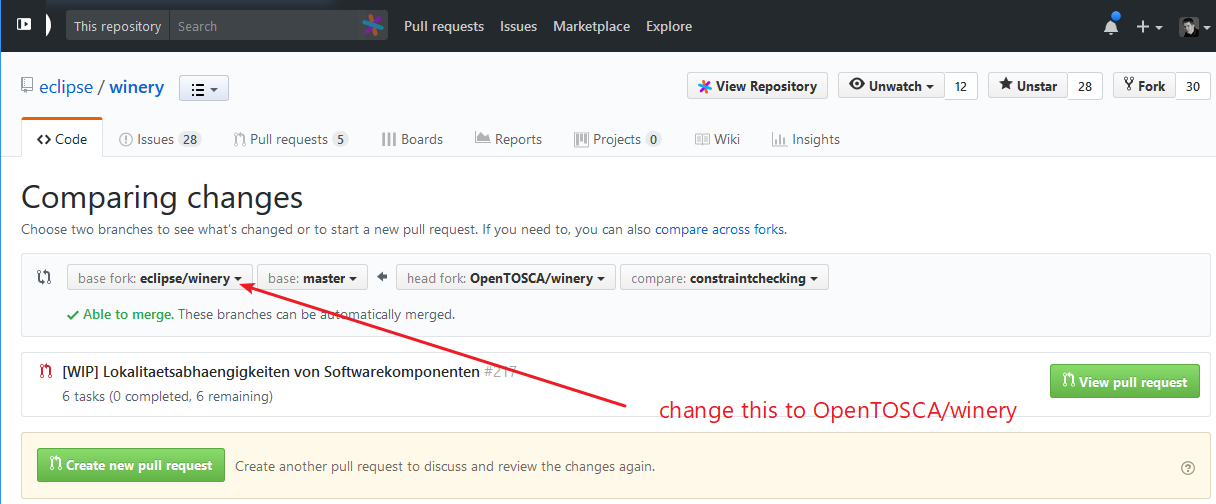 This repository Search Pull requests Issues Marketplace Explore
eclipse / winery View Repository Unwatch 12 Unstar 28 Fork 30
Code Issues 28 Pull requests 5 Boards Reports Projects 0 Wiki Insights
Comparing changes
Choose two branches to see what's changed or to start a new pull request. If you need to, you can also compare across forks.
base fork: eclipse/winery base: master head fork: OpenTOSCA/winery compare: constraintchecking
Able to merge. These branches can be automatically merged.
[WIP] Lokalitaetsabhaengigkeiten von Softwarekomponenten #217
6 tasks (0 completed, 6 remaining)
View pull request
change this to OpenTOSCA/winery
Create new pull request Create another pull request to discuss and review the changes again.